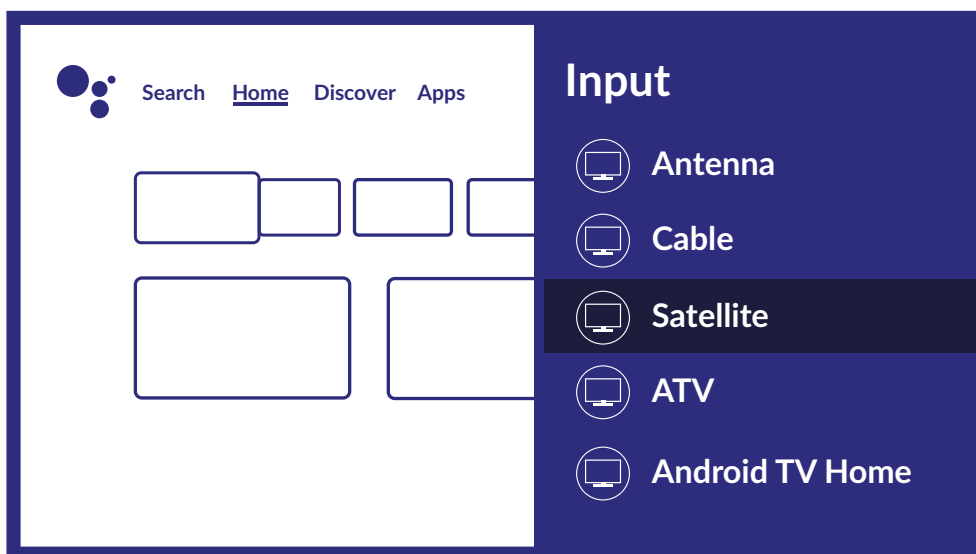 Search Home Discover Apps
Input
Antenna
Cable
Satellite
ATV
Android TV Home